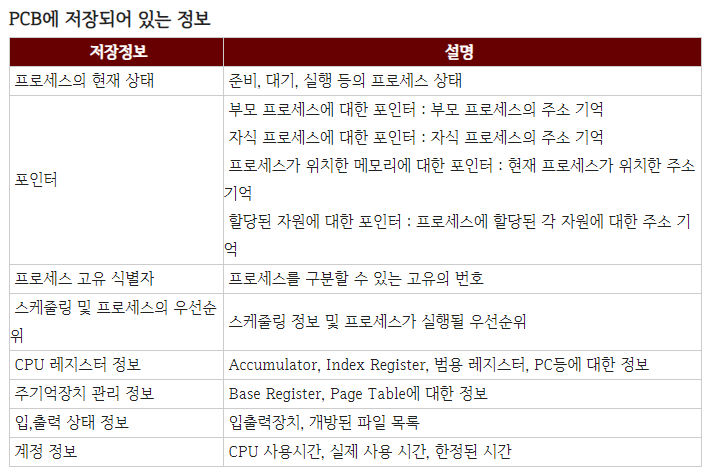 PCB에 저장되어 있는 정보
저장정보 설명
프로세스의 현재 상태 준비, 대기, 실행 등의 프로세스 상태
부모 프로세스에 대한 포인터 : 부모 프로세스의 주소 기억
자식 프로세스에 대한 포인터 : 자식 프로세스의 주소 기억
포인터 프로세스가 위치한 메모리에 대한 포인터 : 현재 프로세스가 위치한 주소
기억
할당된 자원에 대한 포인터 : 프로세스에 할당된 각 자원에 대한 주소 기
억
프로세스 고유 식별자 프로세스를 구분할 수 있는 고유의 번호
스케줄링 및 프로세스의 우선순
위 스케줄링 정보 및 프로세스가 실행될 우선순위
CPU 레지스터 정보 Accumulator, Index Register, 범용 레지스터, PC등에 대한 정보
주기억장치 관리 정보 Base Register, Page Table에 대한 정보
입,출력 상태 정보 입출력장치, 개방된 파일 목록
계정 정보 CPU 사용시간, 실제 사용 시간, 한정된 시간